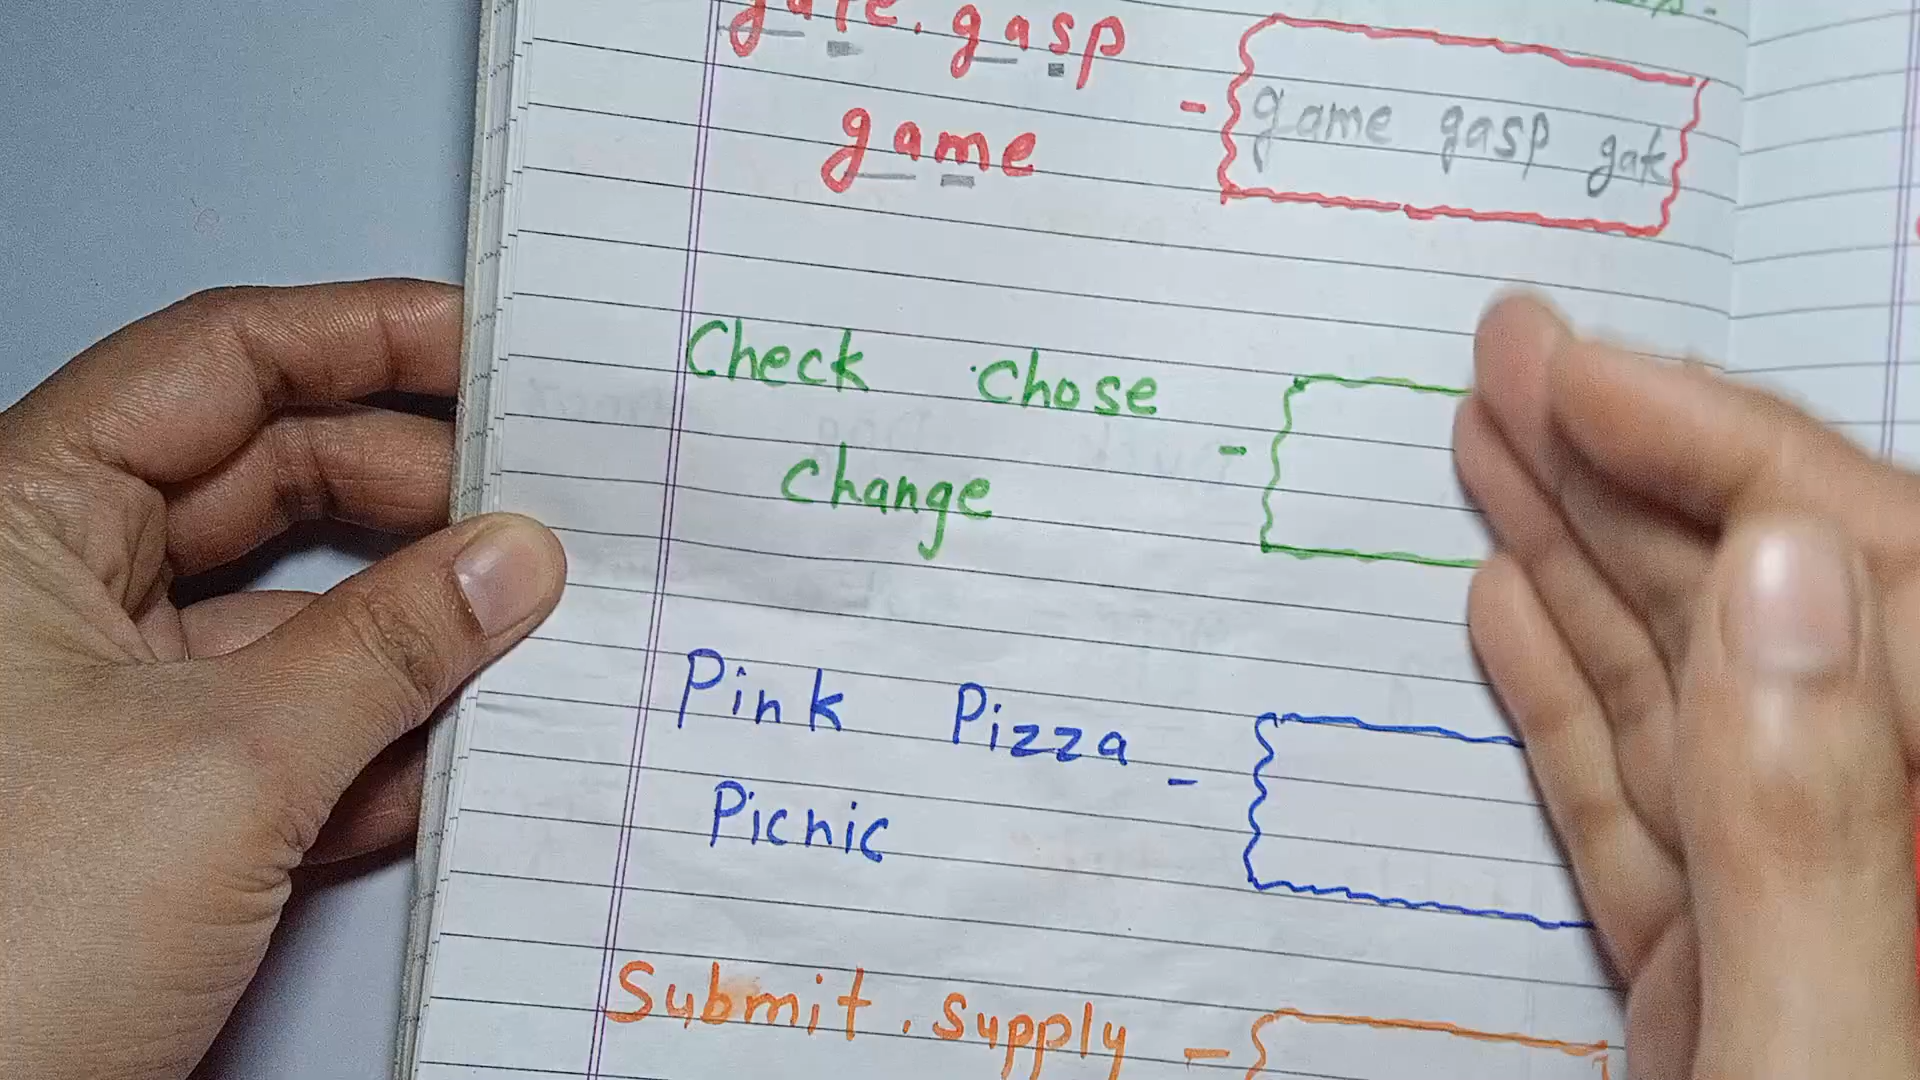 gate. gasp
game - game gasp gate
Check chose
change -
Pink Pizza -
Picnic
Submit. Supply -